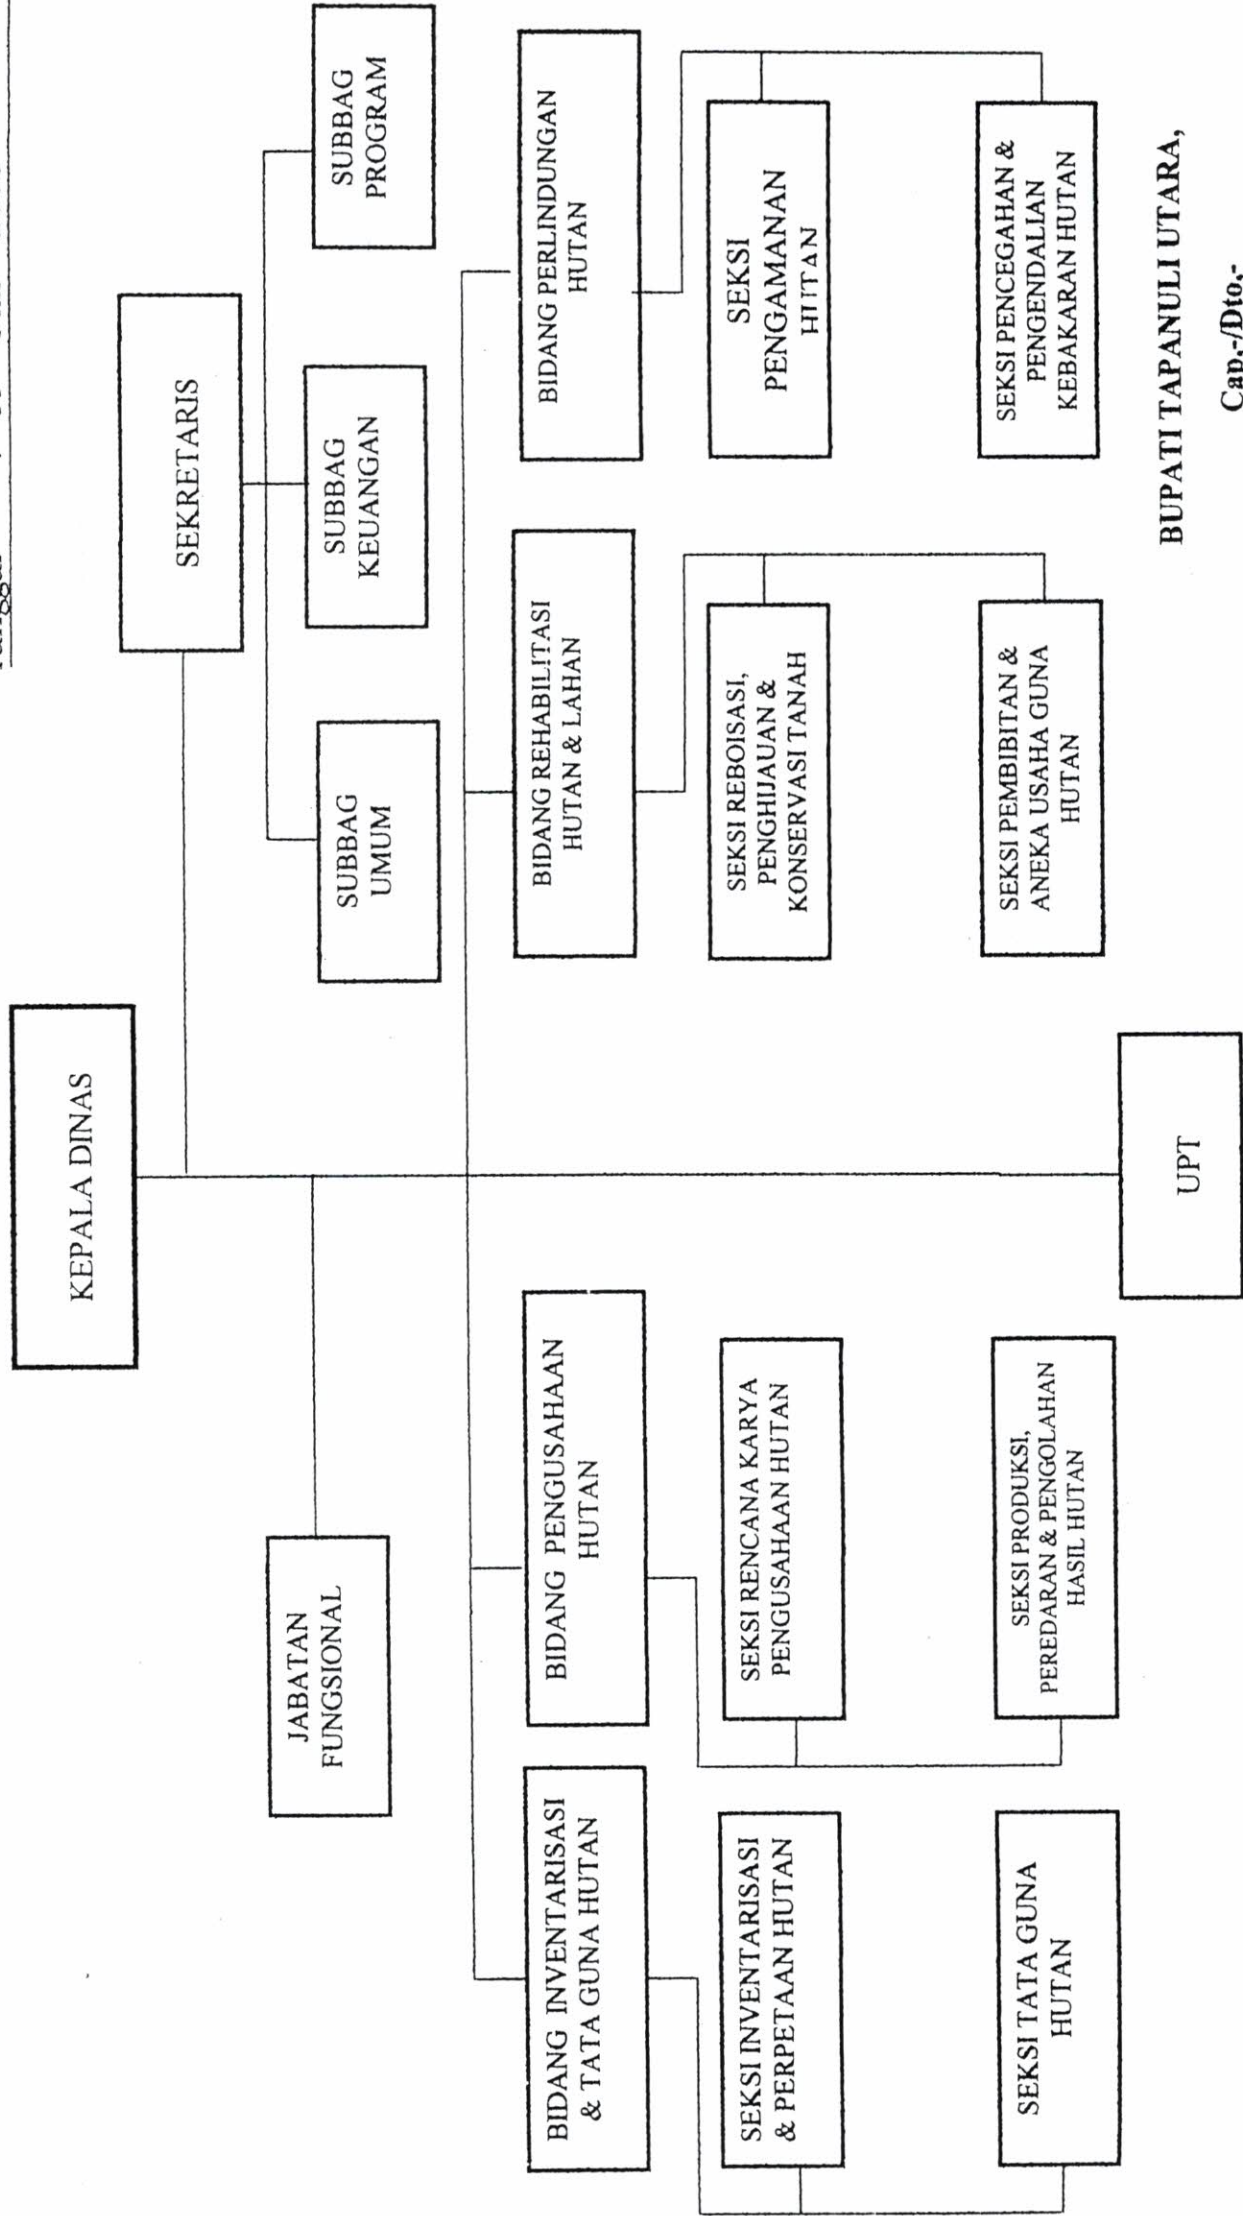 KEPALA DINAS
SEKRETARIS
JABATAN
FUNGSIONAL
SUBBAG
UMUM
SUBBAG
KEUANGAN
SUBBAG
PROGRAM
BIDANG INVENTARISASI
& TATA GUNA HUTAN
BIDANG PENGUSAHAAN
HUTAN
BIDANG REHABILITASI
HUTAN & LAHAN
BIDANG PERLINDUNGAN
HUTAN
SEKSI INVENTARISASI
& PERPETAAN HUTAN
SEKSI RENCANA KARYA
PENGUSAHAAN HUTAN
SEKSI REBOISASI,
PENGHIJAUAN &
KONSERVASI TANAH
SEKSI
PENGAMANAN
HUTAN
SEKSI TATA GUNA
HUTAN
SEKSI PRODUKSI,
PEREDARAN & PENGOLAHAN
HASIL HUTAN
SEKSI PEMBIBITAN &
ANEKA USAHA GUNA
HUTAN
SEKSI PENCEGAHAN &
PENGENDALIAN
KEBAKARAN HUTAN
UPT
BUPATI TAPANULI UTARA,
Cap,-/Dto,-